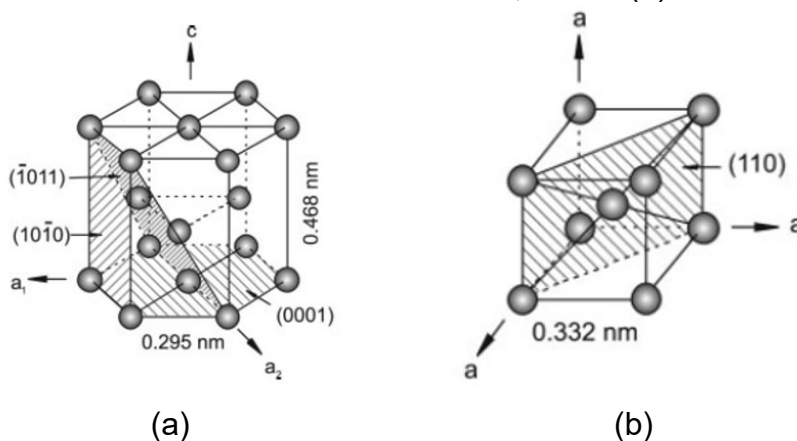 c̄
a
(1̄011)
(101̄0)
0.468 nm
(110)
a₁
a
(0001)
0.295 nm
a₂
0.332 nm
a
(a)
(b)